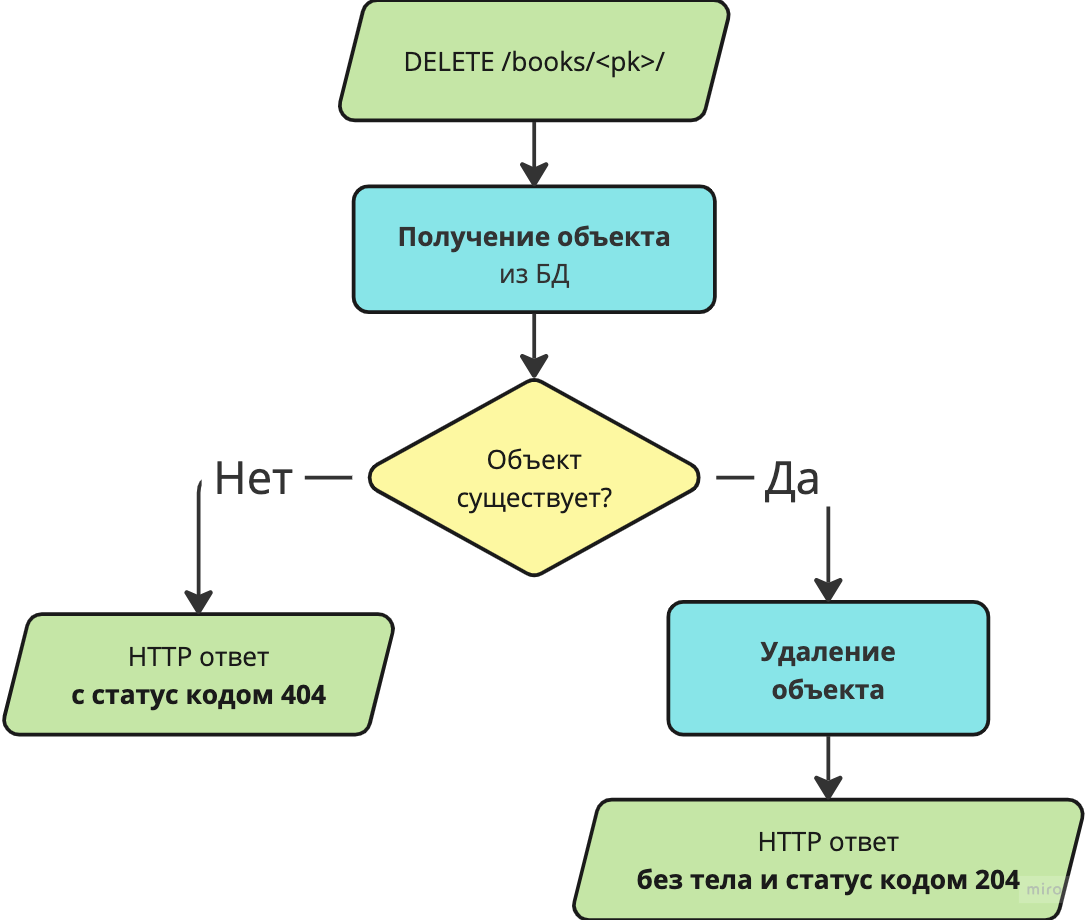 DELETE /books/<pk>/
Получение объекта
из БД
Объект
существует?
Нет
Да
HTTP ответ
с статус кодом 404
Удаление
объекта
HTTP ответ
без тела и статус кодом 204
miro